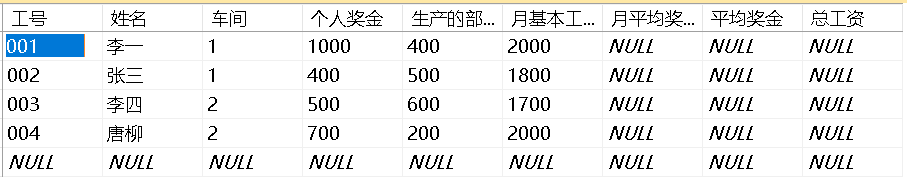 工号 姓名 车间 个人奖金 生产的部... 月基本工... 月平均奖... 平均奖金 总工资
001 李一 1 1000 400 2000 NULL NULL NULL
002 张三 1 400 500 1800 NULL NULL NULL
003 李四 2 500 600 1700 NULL NULL NULL
004 唐柳 2 700 200 2000 NULL NULL NULL
NULL NULL NULL NULL NULL NULL NULL NULL NULL